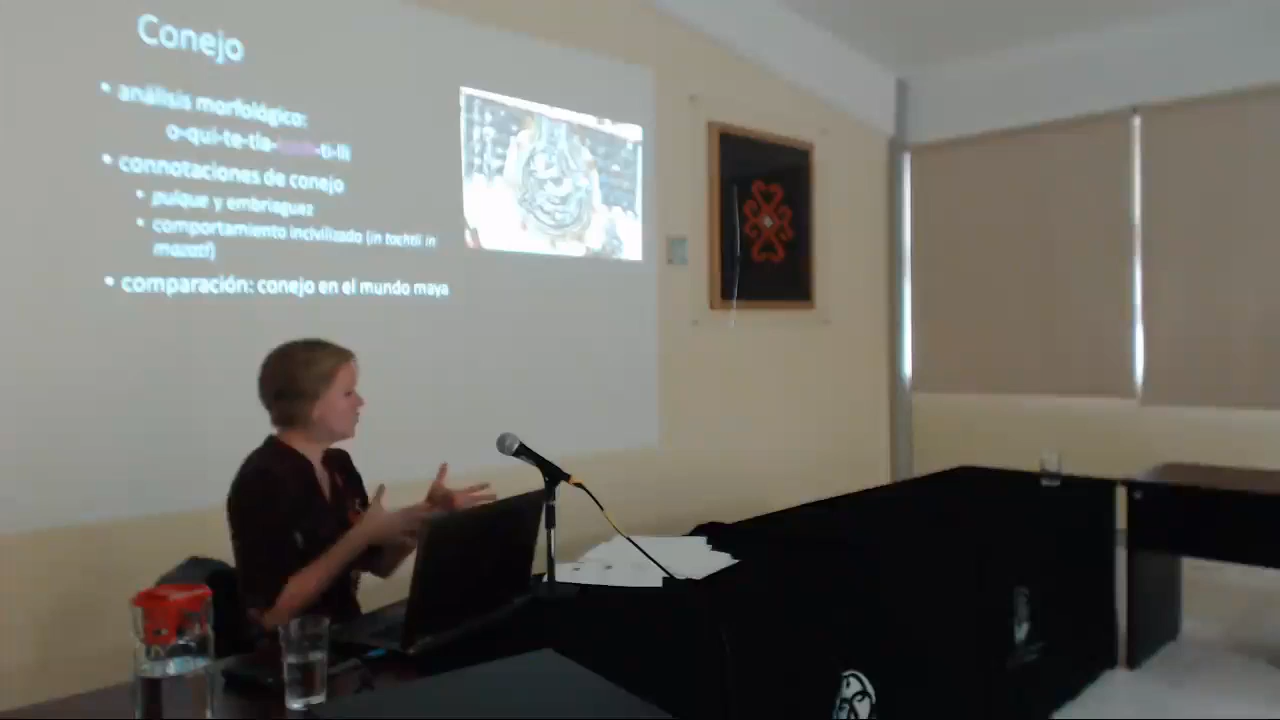 Conejo
• análisis morfológico:
o-qui-te-tla- -ti-lli
• connotaciones de conejo
• pulque y embriaguez
• comportamiento incivilizado (in tochtli in
mazatl)
• comparación: conejo en el mundo maya